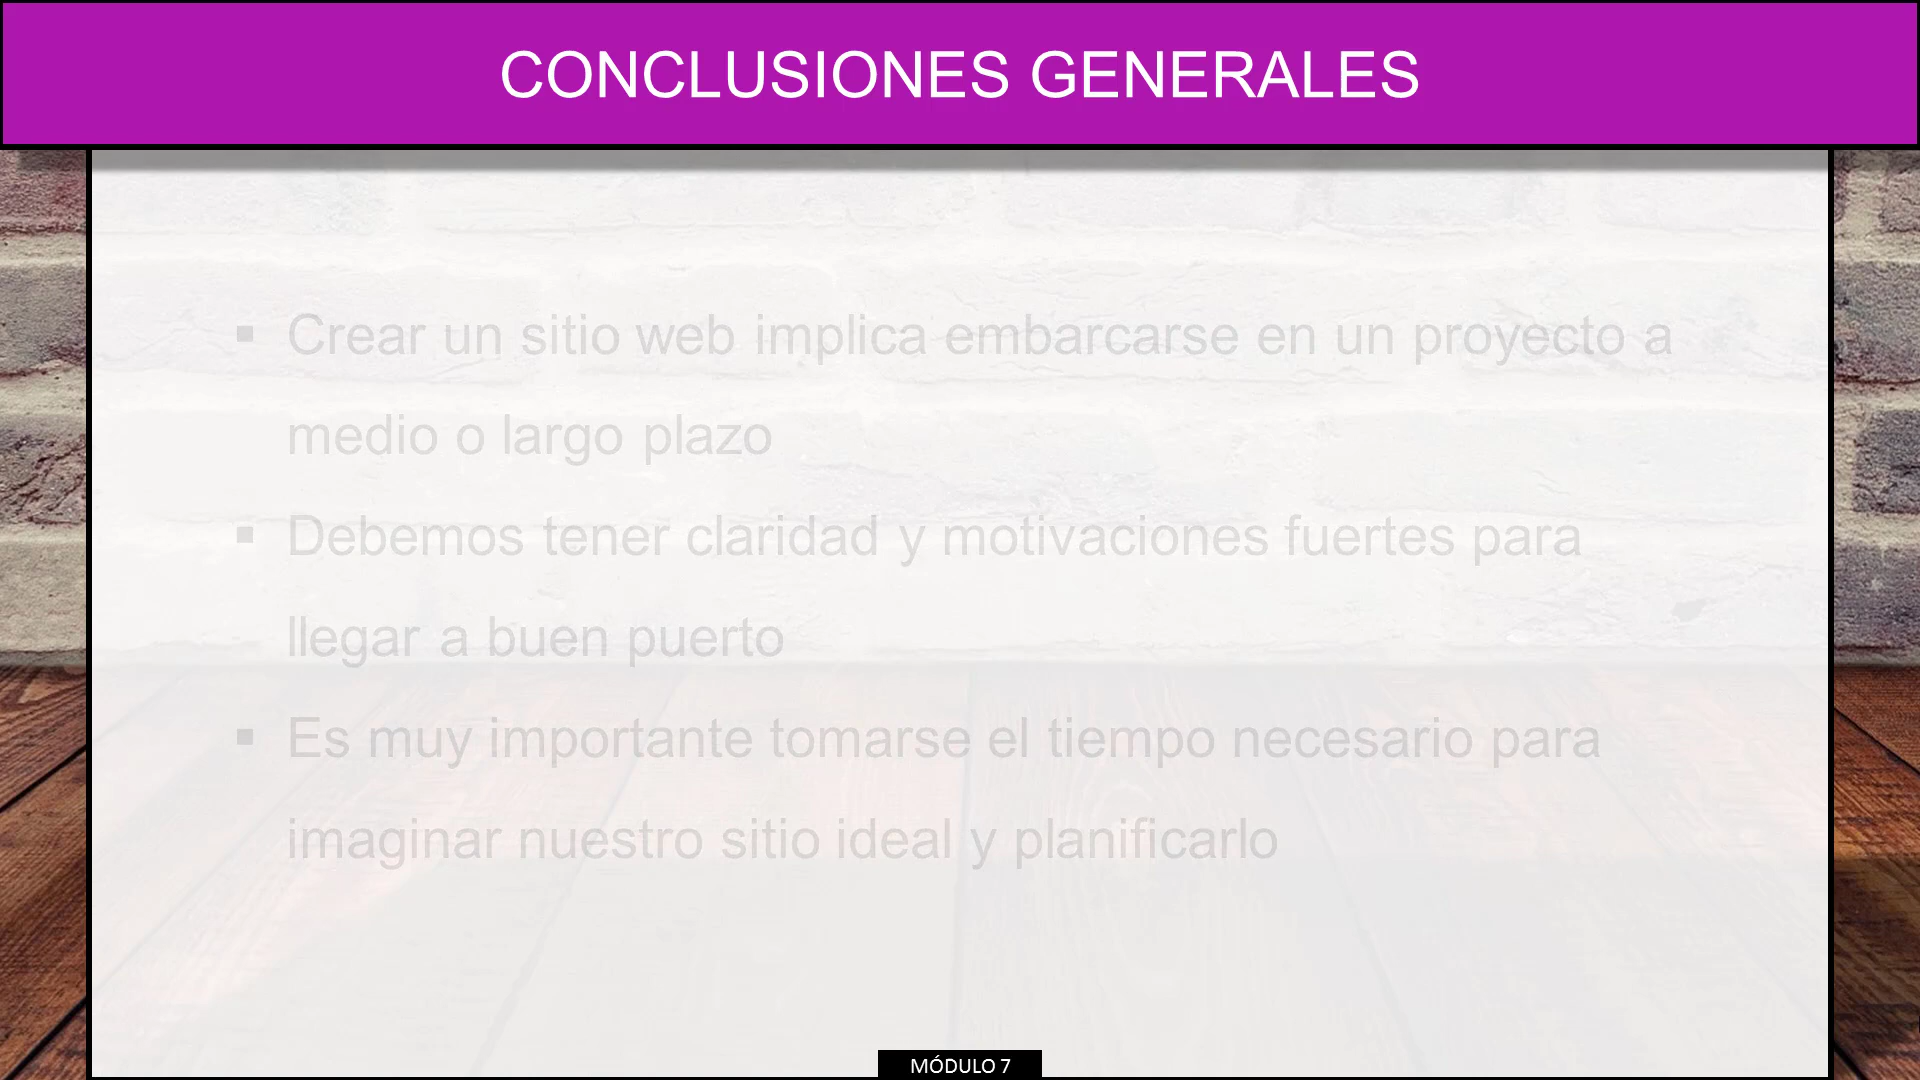 CONCLUSIONES GENERALES
▪ Crear un sitio web implica embarcarse en un proyecto a
medio o largo plazo
▪ Debemos tener claridad y motivaciones fuertes para
llegar a buen puerto
▪ Es muy importante tomarse el tiempo necesario para
imaginar nuestro sitio ideal y planificarlo
MÓDULO 7